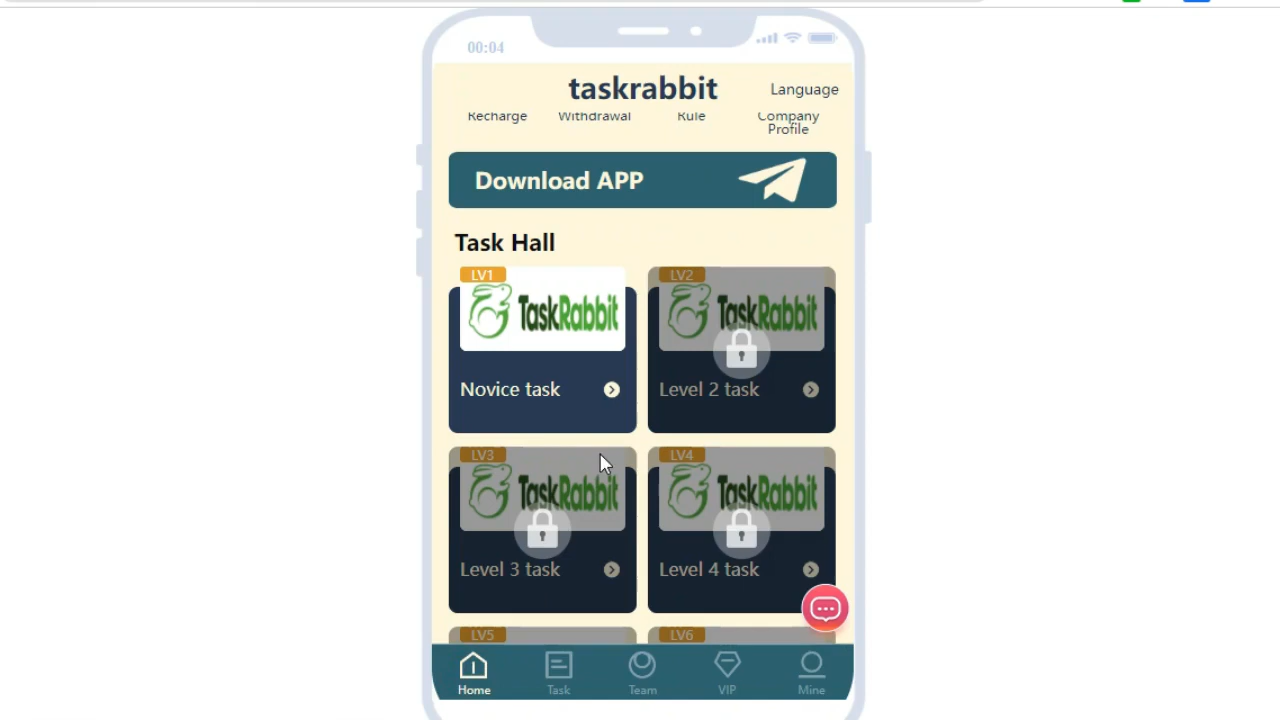 00:04
taskrabbit
Language
Recharge
Withdrawal
Rule
Company
Profile
Download APP
Task Hall
LV1
TaskRabbit
Novice task
LV2
TaskRabbit
Level 2 task
LV3
TaskRabbit
Level 3 task
LV4
TaskRabbit
Level 4 task
LV5
LV6
Home
Task
Team
VIP
Mine